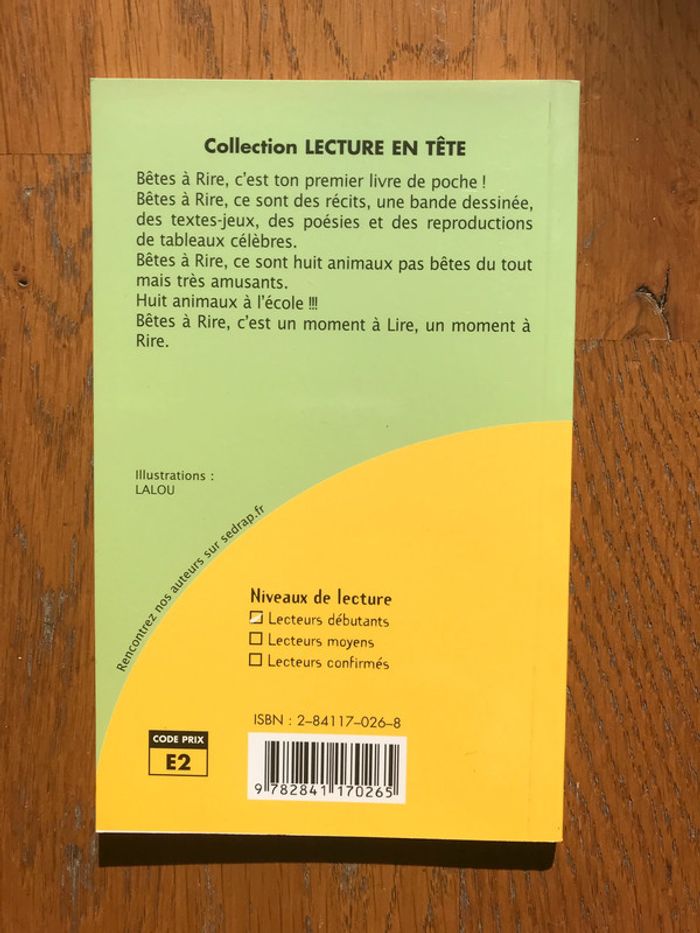 Collection LECTURE EN TÊTE
Bêtes à Rire, c'est ton premier livre de poche !
Bêtes à Rire, ce sont des récits, une bande dessinée,
des textes-jeux, des poésies et des reproductions
de tableaux célèbres.
Bêtes à Rire, ce sont huit animaux pas bêtes du tout
mais très amusants.
Huit animaux à l'école !!!
Bêtes à Rire, c'est un moment à Lire, un moment à
Rire.
Illustrations :
LALOU
Rencontrez nos auteurs sur sedrap.fr
Niveaux de lecture
Lecteurs débutants
Lecteurs moyens
Lecteurs confirmés
ISBN : 2-84117-026-8
CODE PRIX
E2
9 782841 170265